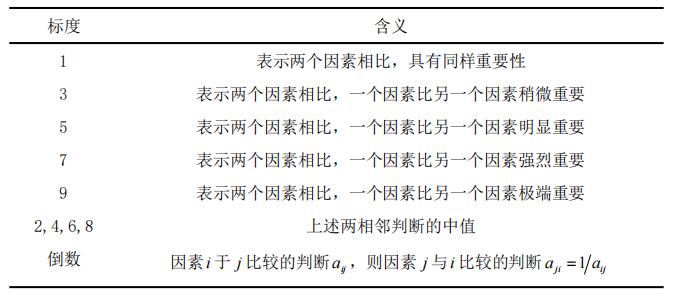 标度 含义
1 表示两个因素相比，具有同样重要性
3 表示两个因素相比，一个因素比另一个因素稍微重要
5 表示两个因素相比，一个因素比另一个因素明显重要
7 表示两个因素相比，一个因素比另一个因素强烈重要
9 表示两个因素相比，一个因素比另一个因素极端重要
2,4,6,8 上述两相邻判断的中值
倒数 因素 i 于 j 比较的判断 aij，则因素 j 与 i 比较的判断 aji=1/aij